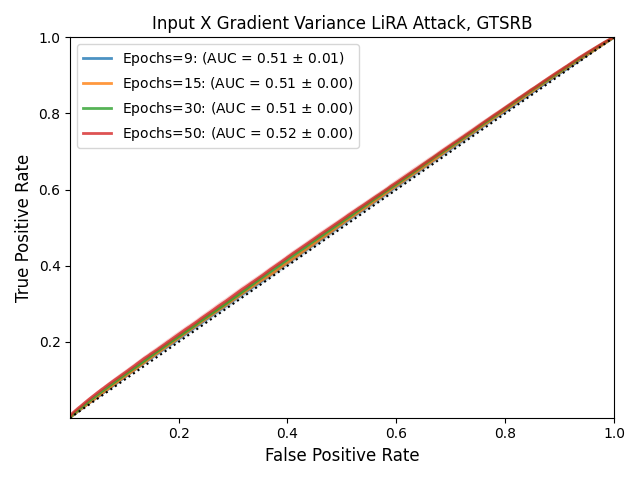 Input X Gradient Variance LiRA Attack, GTSRB
1.0
Epochs=9: (AUC = 0.51 ± 0.01)
Epochs=15: (AUC = 0.51 ± 0.00)
Epochs=30: (AUC = 0.51 ± 0.00)
Epochs=50: (AUC = 0.52 ± 0.00)
0.8
0.6
0.4
0.2
True Positive Rate
0.2 0.4 0.6 0.8 1.0
False Positive Rate